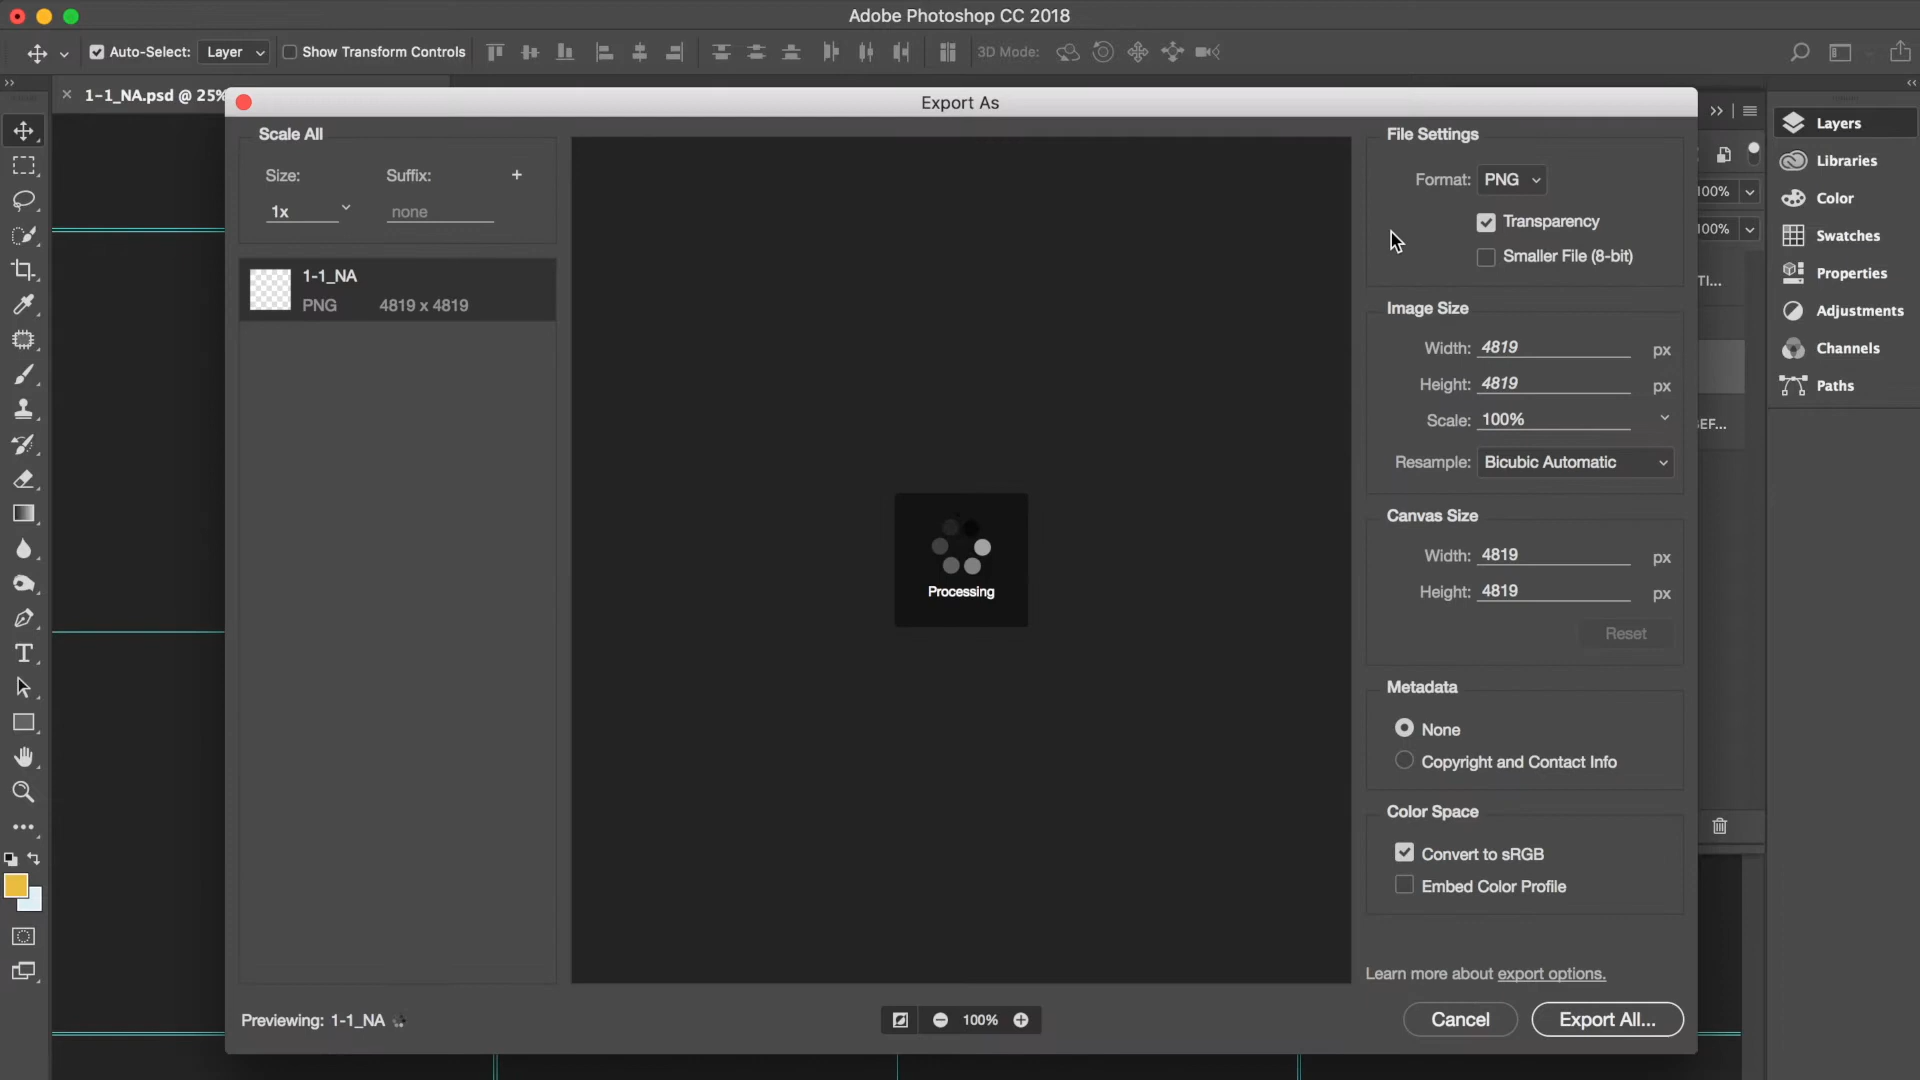 Adobe Photoshop CC 2018
Auto-Select: Layer Show Transform Controls 3D Mode:
1-1_NA.psd @ 25%
Export As
Scale All
Size: Suffix:
1x none
1-1_NA
PNG 4819 x 4819
Processing
Previewing: 1-1_NA
100%
File Settings
Format: PNG
Transparency
Smaller File (8-bit)
Image Size
Width: 4819 px
Height: 4819 px
Scale: 100%
Resample: Bicubic Automatic
Canvas Size
Width: 4819 px
Height: 4819 px
Reset
Metadata
None
Copyright and Contact Info
Color Space
Convert to sRGB
Embed Color Profile
Learn more about export options.
Cancel Export All...
100%
100%
TI...
EF...
Layers
Libraries
Color
Swatches
Properties
Adjustments
Channels
Paths